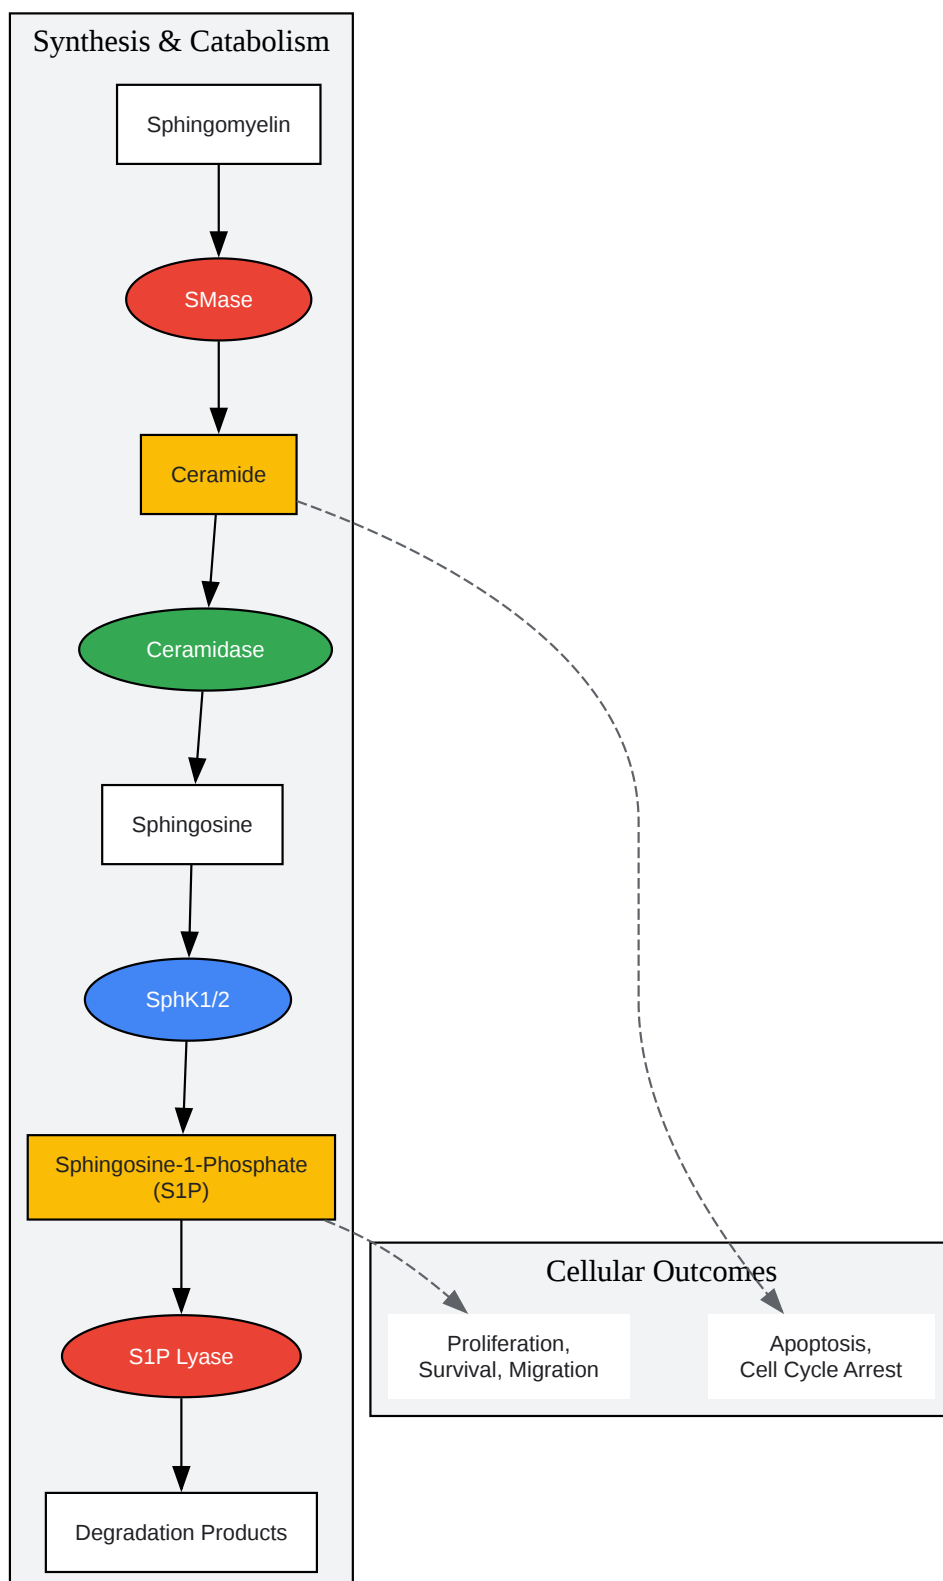 Synthesis & Catabolism
Sphingomyelin
SMase
Ceramide
Ceramidase
Sphingosine
SphK1/2
Sphingosine-1-Phosphate
(S1P)
S1P Lyase
Degradation Products
Cellular Outcomes
Proliferation,
Survival, Migration
Apoptosis,
Cell Cycle Arrest